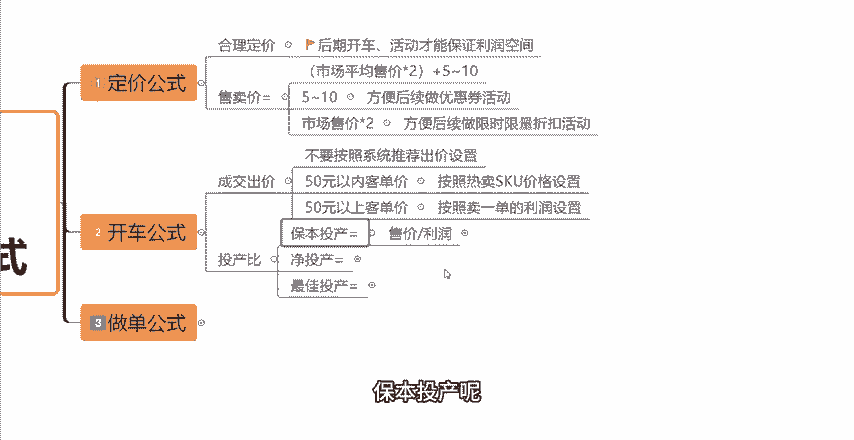 合理定价
🚩后期开车、活动才能保证利润空间
1 定价公式
(市场平均售价*2)+5~10
售卖价=
5~10 方便后续做优惠券活动
市场售价*2 方便后续做限时限量折扣活动
不要按照系统推荐出价设置
成交出价
50元以内客单价 按照热卖SKU价格设置
50元以上客单价 按照卖一单的利润设置
2 开车公式
保本投产= 售价/利润
投产比
净投产=
最佳投产=
式
3 做单公式
保本投产呢